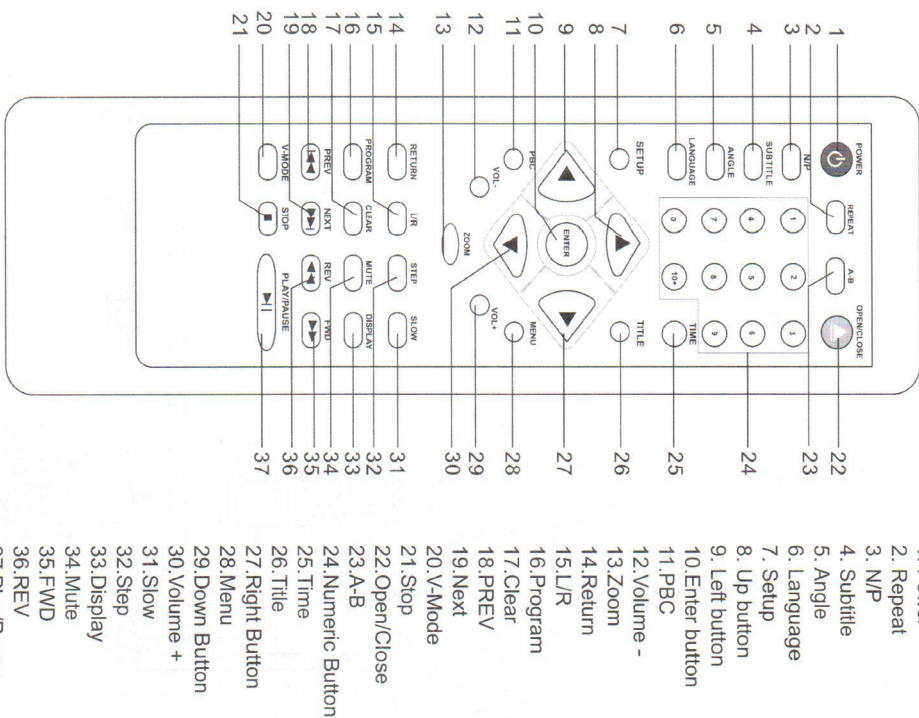 1
2
3
4
5
6
7
8
9
10
11
12
13
14
15
16
17
18
19
20
21
POWER
REPEAT
A-B
OPEN/CLOSE
N/P
1
2
3
SUBTITLE
4
5
6
ANGLE
7
8
9
LANGUAGE
0
10+
TIME
SETUP
TITLE
ENTER
PBC
MENU
VOL-
VOL+
ZOOM
RETURN
L/R
STEP
SLOW
PROGRAM
CLEAR
MUTE
DISPLAY
PREV
NEXT
REV
FWD
V-MODE
STOP
PLAY/PAUSE
22
23
24
25
26
27
28
29
30
31
32
33
34
35
36
37
2. Repeat
3. N/P
4. Subtitle
5. Angle
6. Language
7. Setup
8. Up button
9. Left button
10.Enter button
11.PBC
12.Volume -
13.Zoom
14.Return
15.L/R
16.Program
17.Clear
18.PREV
19.Next
20.V-Mode
21.Stop
22.Open/Close
23.A-B
24.Numeric Button
25.Time
26.Title
27.Right Button
28.Menu
29.Down Button
30.Volume +
31.Slow
32.Step
33.Display
34.Mute
35.FWD
36.REV